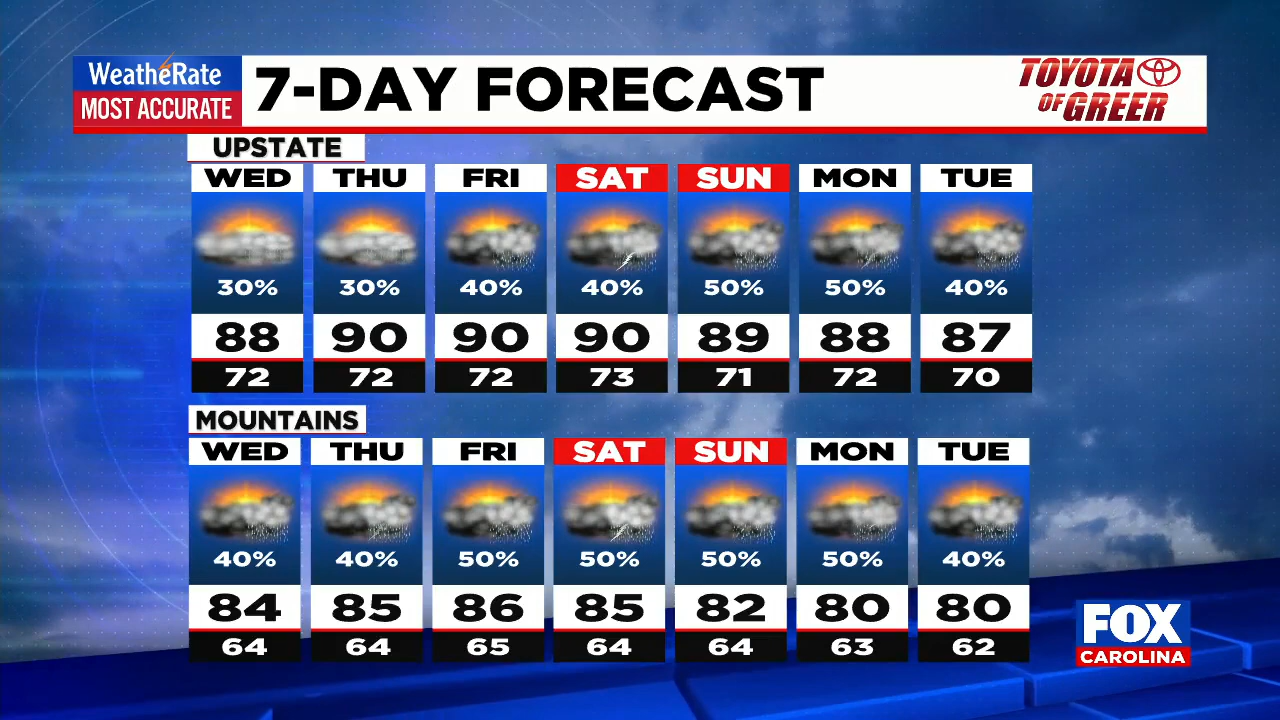 WeatheRate
MOST ACCURATE
7-DAY FORECAST
TOYOTA
OF GREER
UPSTATE
WED THU FRI SAT SUN MON TUE
30% 30% 40% 40% 50% 50% 40%
88 90 90 90 89 88 87
72 72 72 73 71 72 70
MOUNTAINS
WED THU FRI SAT SUN MON TUE
40% 40% 50% 50% 50% 50% 40%
84 85 86 85 82 80 80
64 64 65 64 64 63 62
FOX
CAROLINA